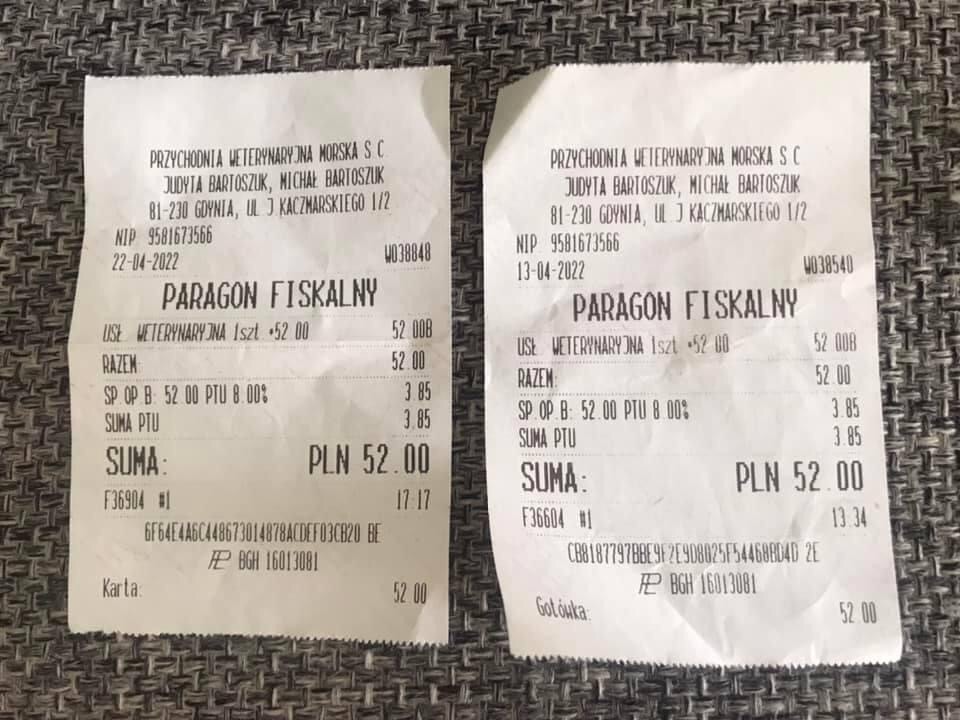 PRZYCHODNIA WETERYNARYJNA MORSKA S.C
JUDYTA BARTOSZUK, MICHAŁ BARTOSZUK
81-230 GDYNIA, UL J KACZMARSKIEGO 1/2
NIP 9581673566
22-04-2022 W038848
PARAGON FISKALNY
USŁ WETERYNARYJNA 1szt *52 00 52 00B
RAZEM: 52.00
SP.OP.B: 52 00 PTU 8.00% 3.85
SUMA PTU 3.85
SUMA: PLN 52.00
F36904 #1 17:17
6F64E4A6C448673014878ACDEF03CB20 BE
BGH 16013081
Karta: 52 00
PRZYCHODNIA WETERYNARYJNA MORSKA S C
JUDYTA BARTOSZUK, MICHAŁ BARTOSZUK
81-230 GDYNIA, UL J KACZMARSKIEGO 1/2
NIP 9581673566
13-04-2022 W038540
PARAGON FISKALNY
USŁ WETERYNARYJNA 1szt *52 00 52 00B
RAZEM: 52.00
SP.OP.B: 52.00 PTU 8.00% 3.85
SUMA PTU 3.85
SUMA: PLN 52.00
F36604 #1 13:34
BGH 16013081
Gotówka: 52 00